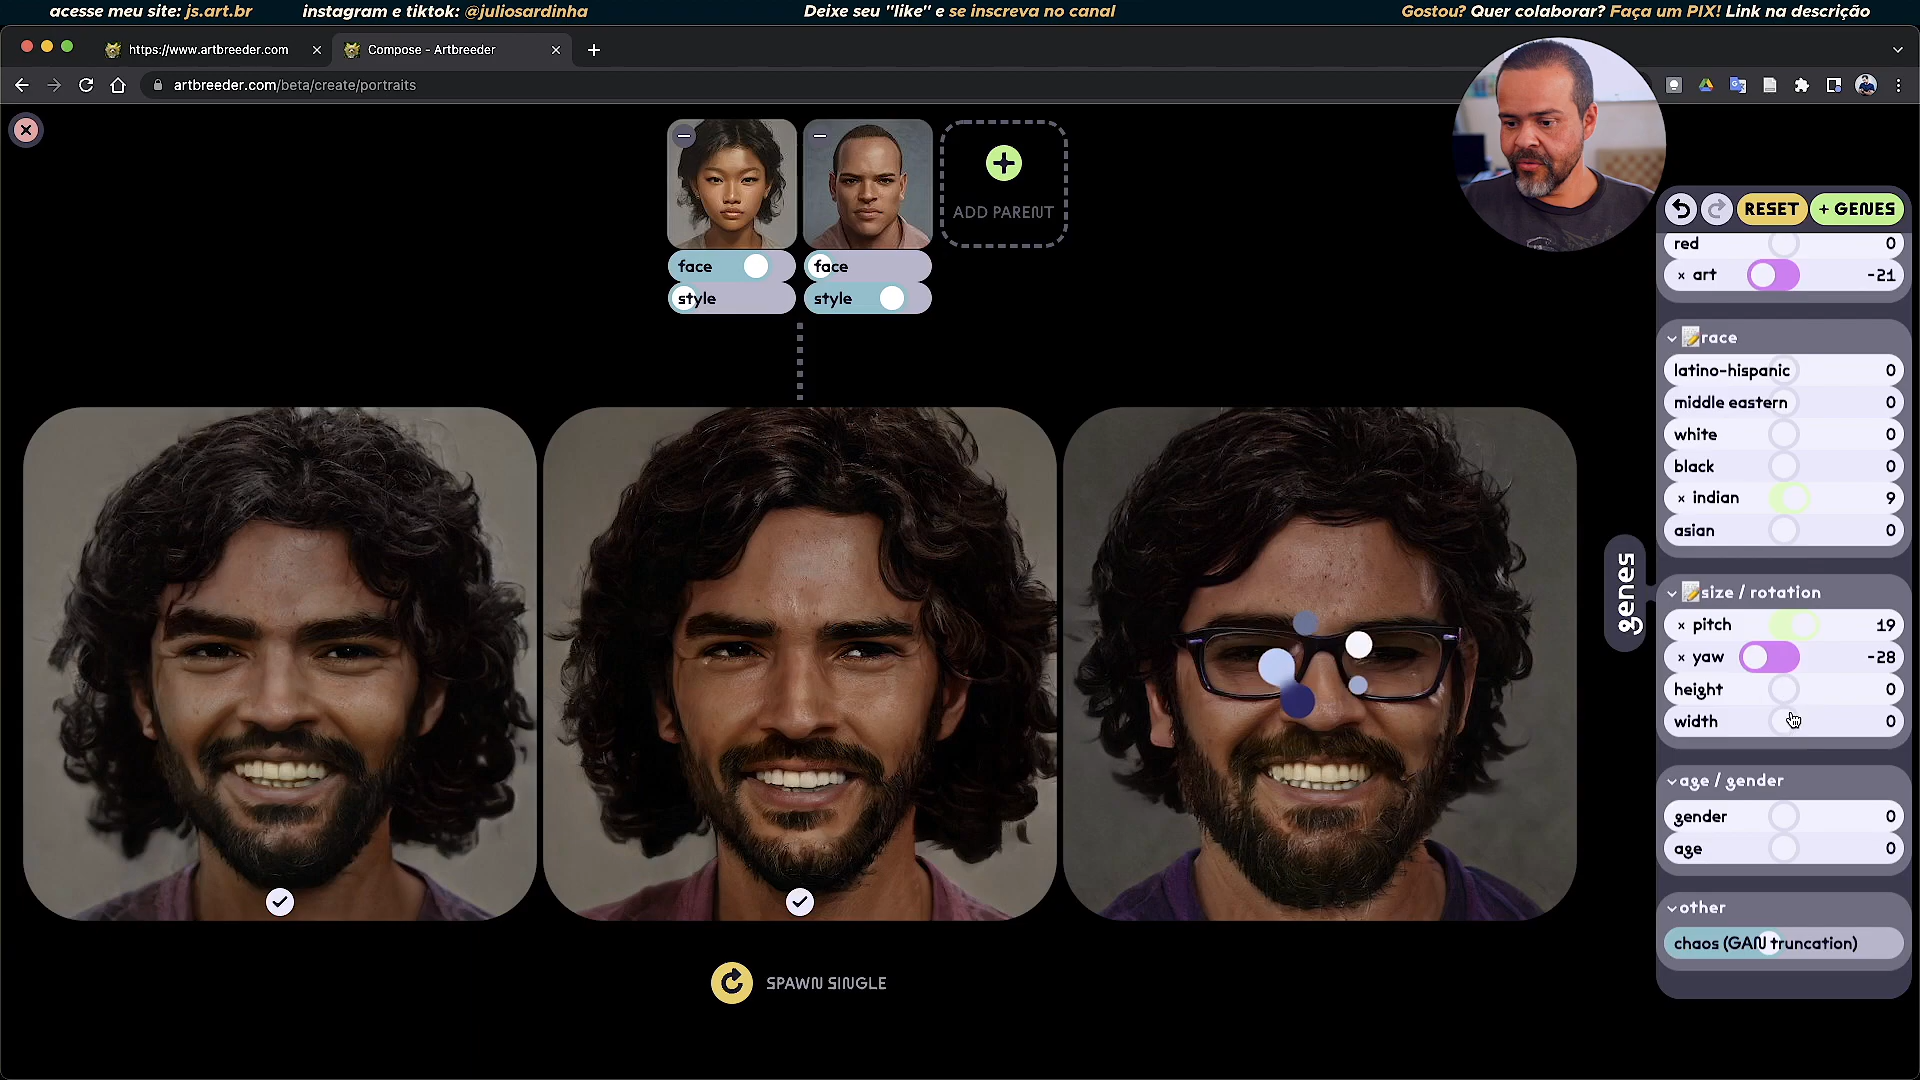 acesse meu site: js.art.br
instagram e tiktok: @juliosardinha
Deixe seu "like" e se inscreva no canal
Gostou? Quer colaborar? Faça um PIX! Link na descrição
https://www.artbreeder.com
Compose - Artbreeder
artbreeder.com/beta/create/portraits
ADD PARENT
face
face
style
style
RESET
+ GENES
red 0
× art -21
race
latino-hispanic 0
middle eastern 0
white 0
black 0
× indian 9
asian 0
genes
size / rotation
× pitch 19
× yaw -28
height 0
width 0
age / gender
gender 0
age 0
other
chaos (GAN truncation)
SPAWN SINGLE